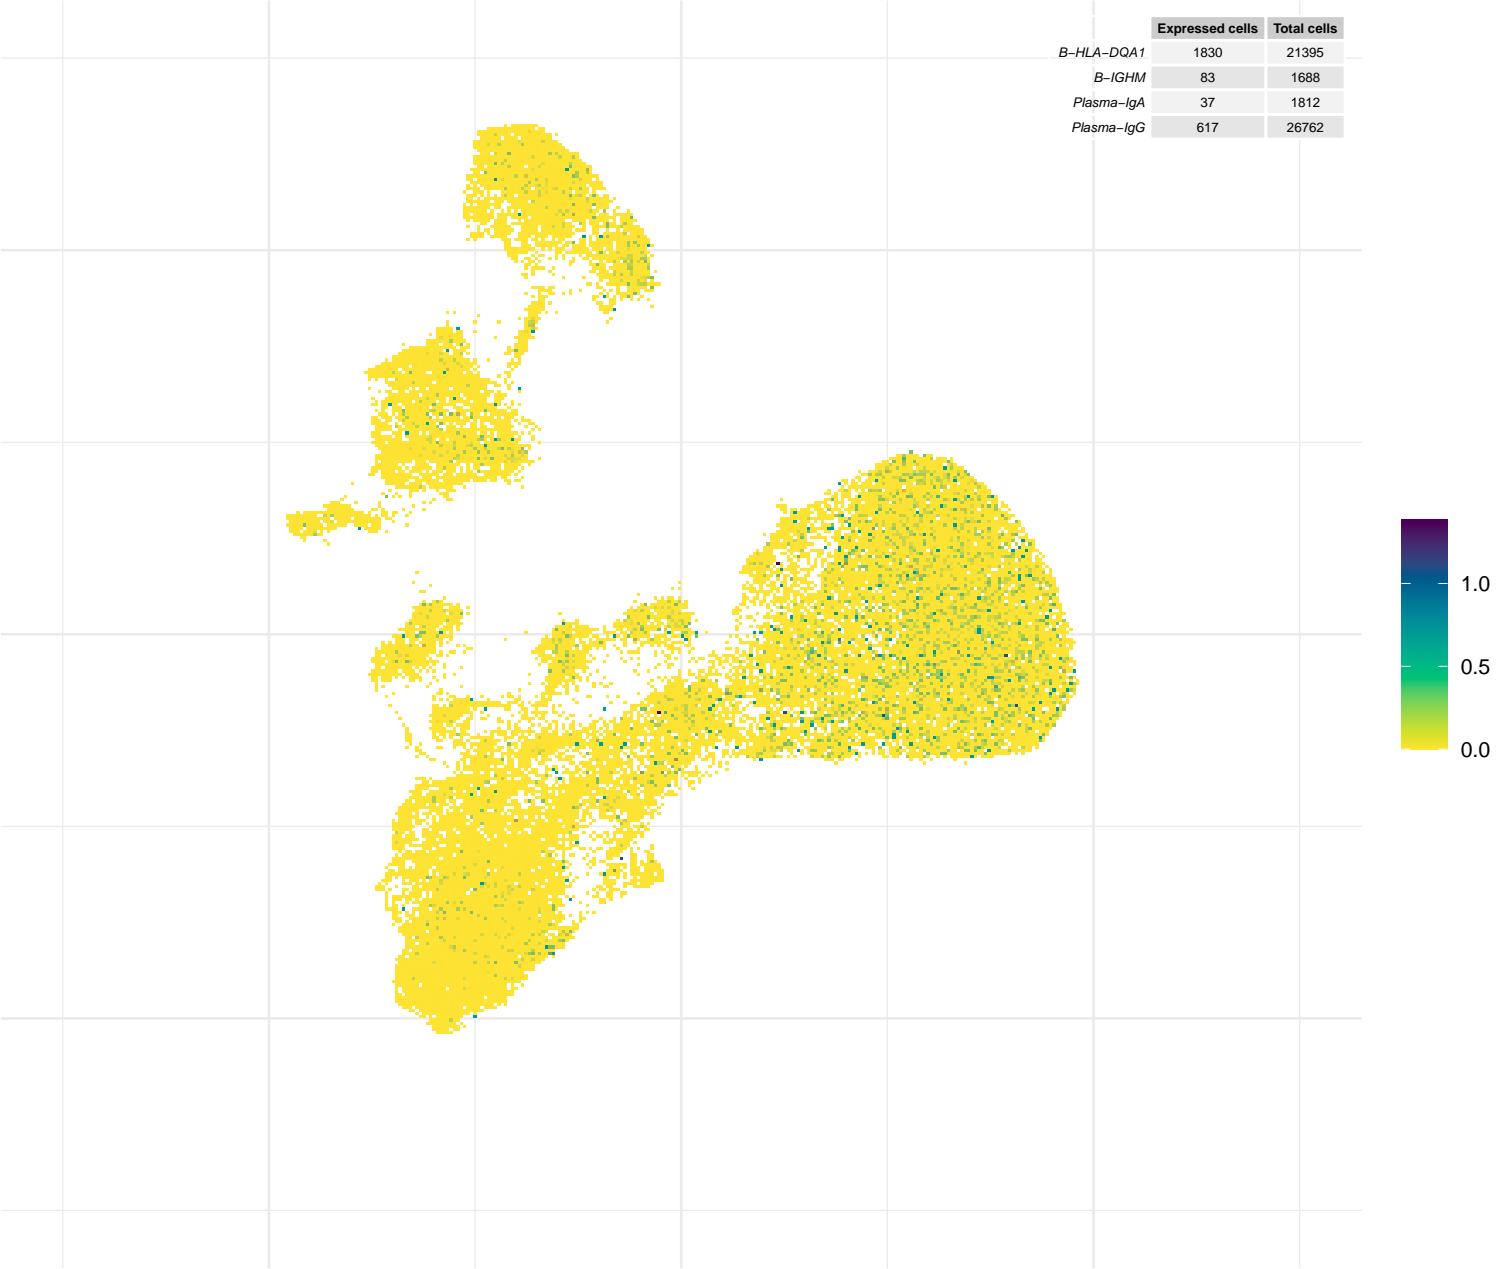 Expressed cells Total cells
B−HLA−DQA1 1830 21395
B−IGHM 83 1688
Plasma−IgA 37 1812
Plasma−IgG 617 26762
1.0
0.5
0.0